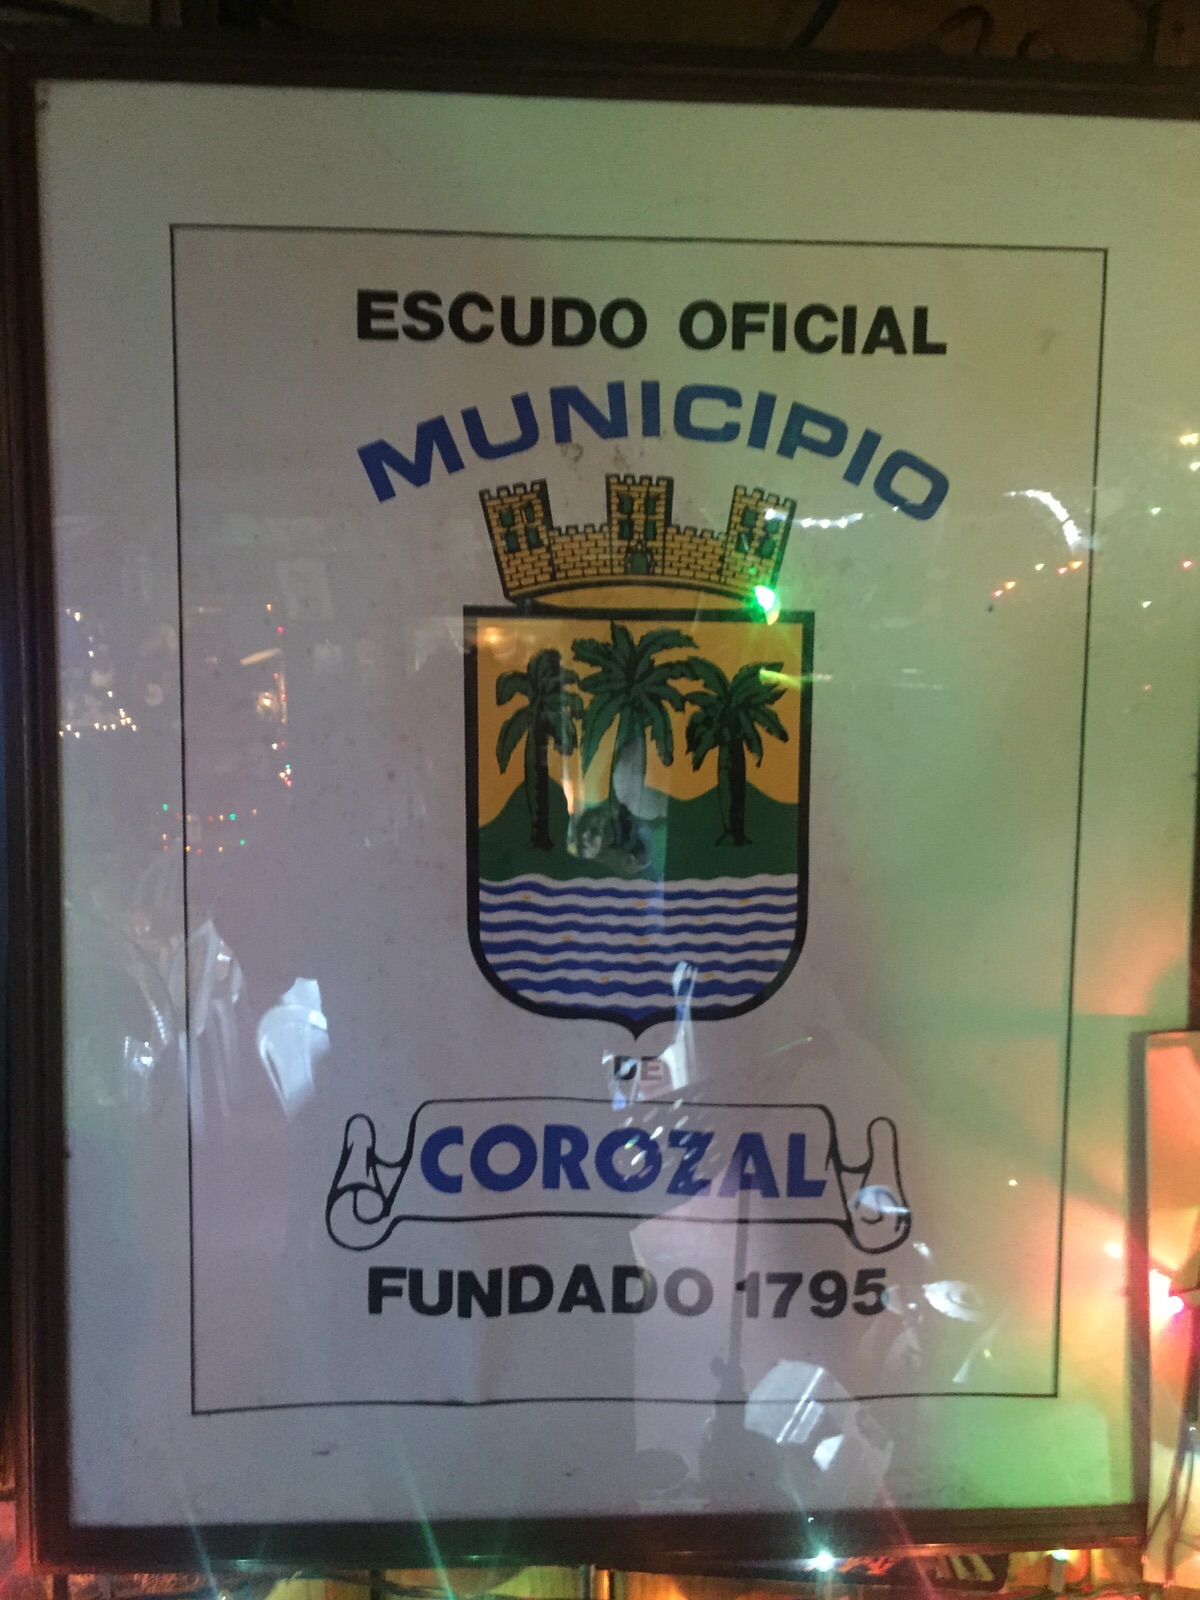 ESCUDO OFICIAL
MUNICIPIO
DE
COROZAL
FUNDADO 1795